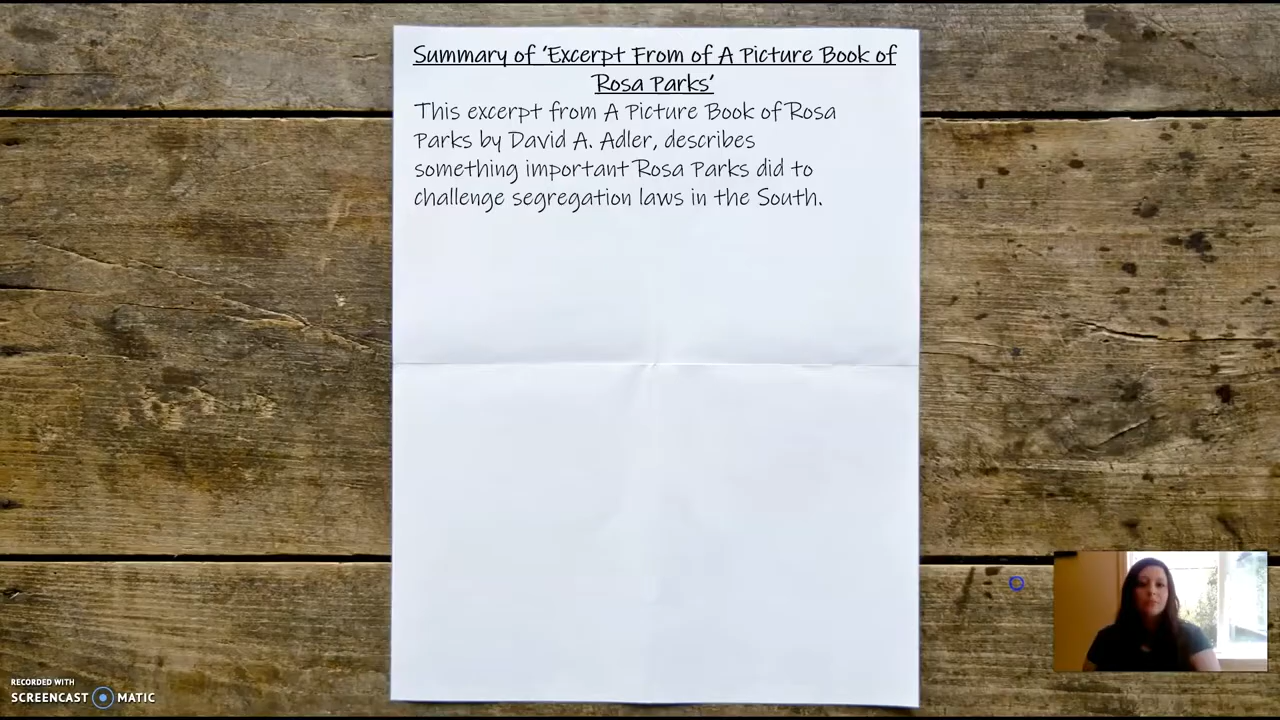 Summary of ‘Excerpt From of A Picture Book of
Rosa Parks’
This excerpt from A Picture Book of Rosa
Parks by David A. Adler, describes
something important Rosa Parks did to
challenge segregation laws in the South.
RECORDED WITH
SCREENCAST MATIC